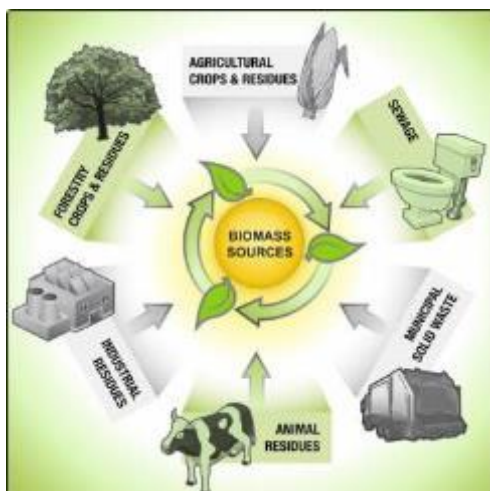 AGRICULTURAL
CROPS & RESIDUES
SEWAGE
MUNICIPAL
SOLID WASTE
ANIMAL
RESIDUES
INDUSTRIAL
RESIDUES
FORESTRY
CROPS & RESIDUES
BIOMASS
SOURCES